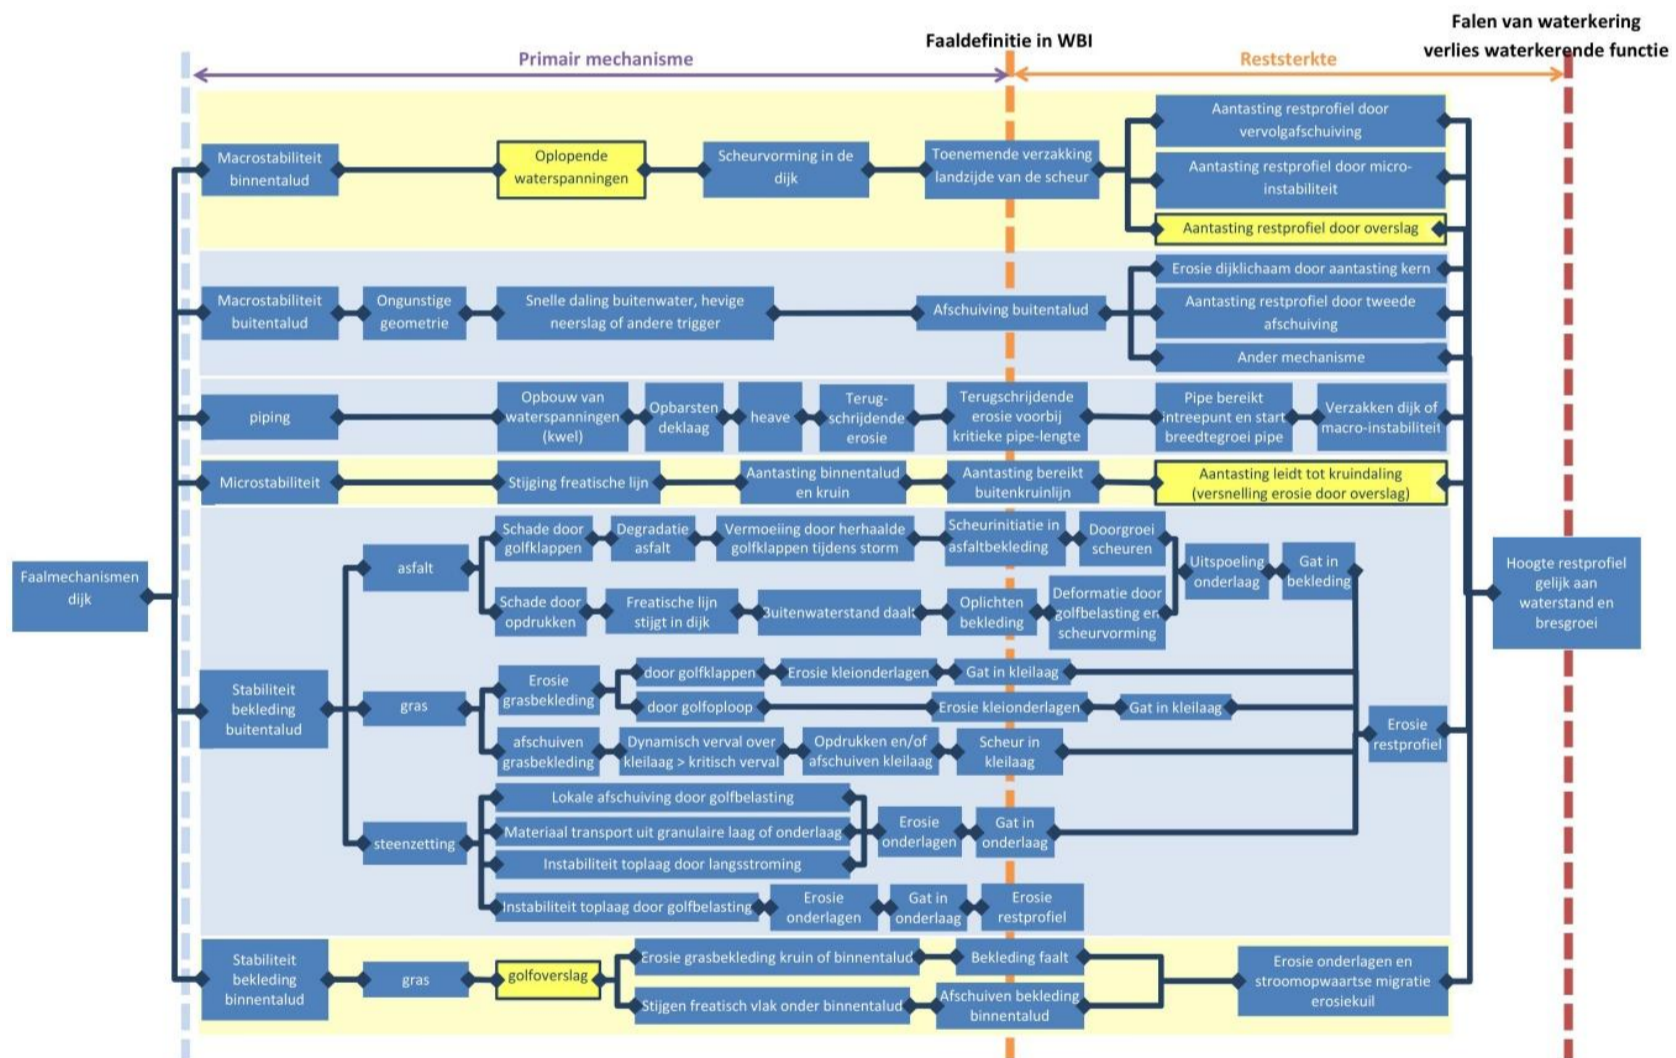 Falen van waterkering
verlies waterkerende functie
Faaldefinitie in WBI
Primair mechanisme
Reststerkte
Faalmechanismen
dijk
Macrostabiliteit
binnentalud
Oplopende
waterspanningen
Scheurvorming in de
dijk
Toenemende verzakking
landzijde van de scheur
Aantasting restprofiel door
vervolgafschuiving
Aantasting restprofiel door micro-
instabiliteit
Aantasting restprofiel door overslag
Macrostabiliteit
buitentalud
Ongunstige
geometrie
Snelle daling buitenwater, hevige
neerslag of andere trigger
Afschuiving buitentalud
Erosie dijklichaam door aantasting kern
Aantasting restprofiel door tweede
afschuiving
Ander mechanisme
piping
Opbouw van
waterspanningen
(kwel)
Opbarsten
deklaag
heave
Terug-
schrijdende
erosie
Terugschrijdende
erosie voorbij
kritieke pipe-lengte
Pipe bereikt
intreepunt en start
breedtegroei pipe
Verzakken dijk of
macro-instabiliteit
Microstabiliteit
Stijging freatische lijn
Aantasting binnentalud
en kruin
Aantasting bereikt
buitenkruinlijn
Aantasting leidt tot kruindaling
(versnelling erosie door overslag)
Stabiliteit
bekleding
buitentalud
asfalt
Schade door
golfklappen
Degradatie
asfalt
Vermoeiing door herhaalde
golfklappen tijdens storm
Scheurinitiatie in
asfaltbekleding
Doorgroei
scheuren
Schade door
opdrukken
Freatische lijn
stijgt in dijk
Buitenwaterstand daalt
Oplichten
bekleding
Deformatie door
golfbelasting en
scheurvorming
Uitspoeling
onderlaag
Gat in
bekleding
gras
Erosie
grasbekleding
door golfklappen
Erosie kleionderlagen
Gat in kleilaag
door golfoploop
Erosie kleionderlagen
Gat in kleilaag
afschuiven
grasbekleding
Dynamisch verval over
kleilaag > kritisch verval
Opdrukken en/of
afschuiven kleilaag
Scheur in
kleilaag
Erosie
restprofiel
steenzetting
Lokale afschuiving door golfbelasting
Materiaal transport uit granulaire laag of onderlaag
Instabiliteit toplaag door langsstroming
Erosie
onderlagen
Gat in
onderlaag
Instabiliteit toplaag door golfbelasting
Erosie
onderlagen
Gat in
onderlaag
Erosie
restprofiel
Stabiliteit
bekleding
binnentalud
gras
golfoverslag
Erosie grasbekleding kruin of binnentalud
Bekleding faalt
Stijgen freatisch vlak onder binnentalud
Afschuiven bekleding
binnentalud
Erosie onderlagen en
stroomopwaartse migratie
erosiekuil
Hoogte restprofiel
gelijk aan
waterstand en
bresgroei